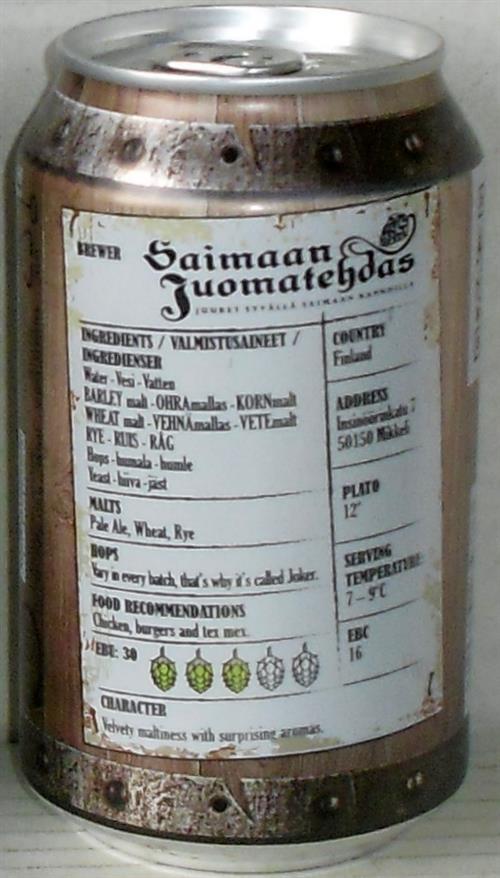 BREWER
Saimaan
Juomatehdas
JUURET SYVÄLLÄ SAIMAAN RANNOILLA
INGREDIENTS / VALMISTUSAINEET /
INGREDIENSER
Water - Vesi - Vatten
BARLEY malt - OHRAmallas - KORNmalt
WHEAT malt - VEHNÄmallas - VETEmalt
RYE - RUIS - RÅG
Hops - humala - humle
Yeast - hiiva - jäst
MALTS
Pale Ale, Wheat, Rye
HOPS
Vary in every batch, that's why it's called Joker.
FOOD RECOMMENDATIONS
Chicken, burgers and tex mex.
EBU: 30
CHARACTER
Velvety maltiness with surprising aromas.
COUNTRY
Finland
ADDRESS
Insinöörinkatu 7
50150 Mikkeli
PLATO
12°
SERVING
TEMPERATURE
7 - 9°C
EBC
16